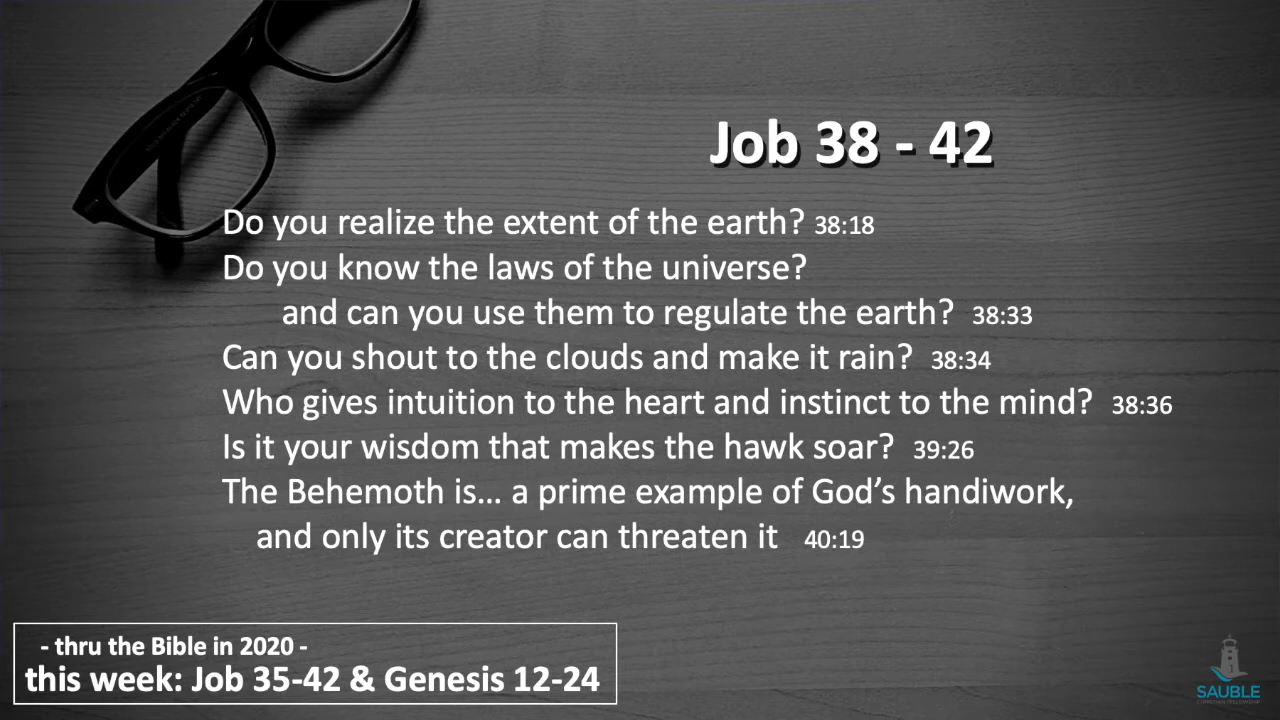 Job 38 - 42
Do you realize the extent of the earth? 38:18
Do you know the laws of the universe?
and can you use them to regulate the earth? 38:33
Can you shout to the clouds and make it rain? 38:34
Who gives intuition to the heart and instinct to the mind? 38:36
Is it your wisdom that makes the hawk soar? 39:26
The Behemoth is... a prime example of God’s handiwork,
and only its creator can threaten it 40:19
- thru the Bible in 2020 -
this week: Job 35-42 & Genesis 12-24
SAUBLE
CHRISTIAN FELLOWSHIP